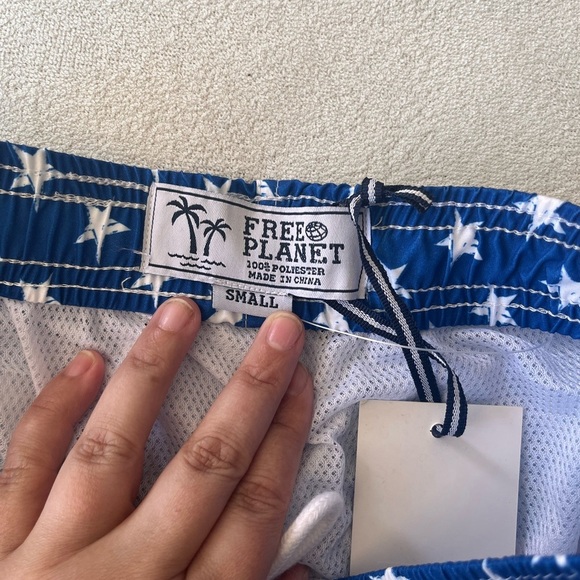 FREE
PLANET
100% POLIESTER
MADE IN CHINA
SMALL